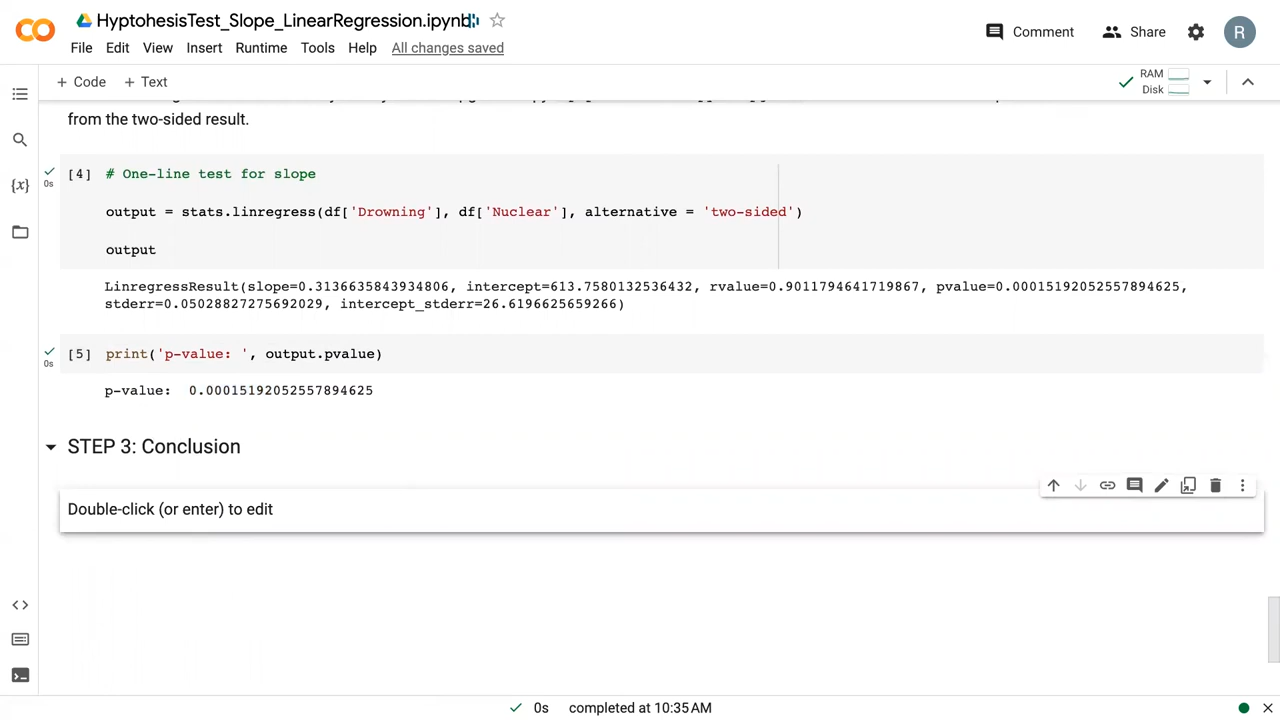 HyptohesisTest_Slope_LinearRegression.ipynb
File Edit View Insert Runtime Tools Help All changes saved
Comment Share R
+ Code + Text
RAM
Disk
from the two-sided result.
[4] # One-line test for slope
0s
output = stats.linregress(df['Drowning'], df['Nuclear'], alternative = 'two-sided')
output
LinregressResult(slope=0.3136635843934806, intercept=613.7580132536432, rvalue=0.9011794641719867, pvalue=0.00015192052557894625,
stderr=0.05028827275692029, intercept_stderr=26.6196625659266)
[5] print('p-value: ', output.pvalue)
0s
p-value:  0.00015192052557894625
STEP 3: Conclusion
Double-click (or enter) to edit
0s completed at 10:35 AM